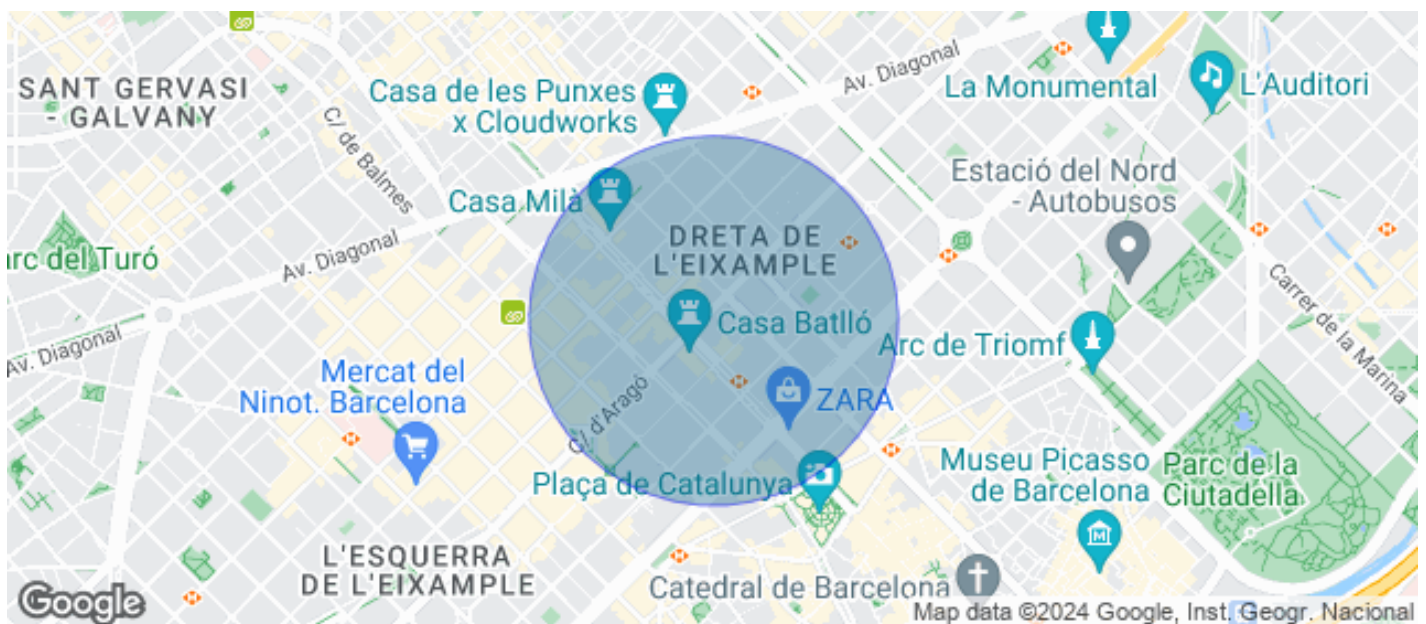 SANT GERVASI
- GALVANY
C/ de Balmes
Casa de les Punxes
x Cloudworks
Av. Diagonal
La Monumental
L'Auditori
Estació del Nord
- Autobusos
Casa Milà
DRETA DE
L'EIXAMPLE
arc del Turó
Av. Diagonal
Carrer de la Marina
Casa Batlló
Av. Diagonal
Arc de Triomf
Mercat del
Ninot. Barcelona
C/ d'Aragó
ZARA
Plaça de Catalunya
Museu Picasso
de Barcelona
Parc de la
Ciutadella
L'ESQUERRA
DE L'EIXAMPLE
Catedral de Barcelona
Google
Map data ©2024 Google, Inst. Geogr. Nacional